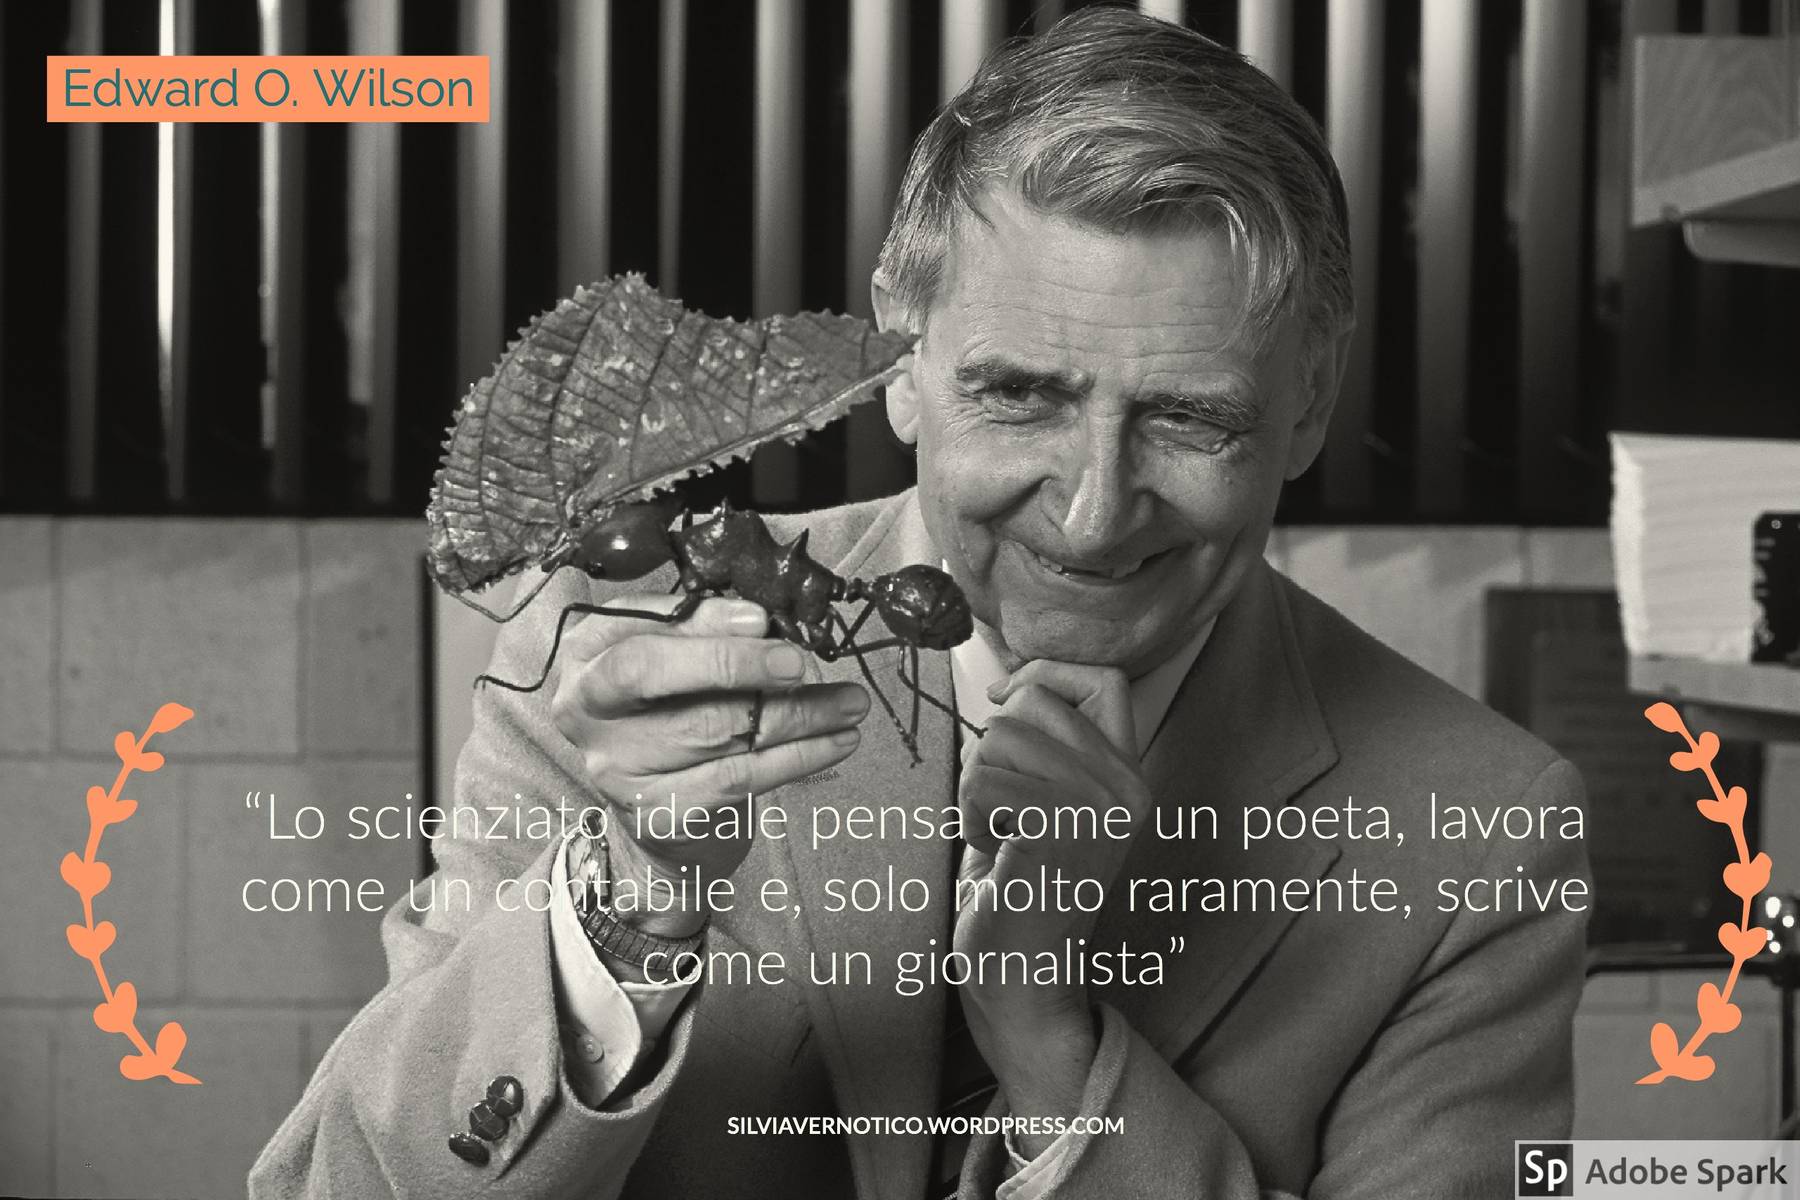 Edward O. Wilson
“Lo scienziato ideale pensa come un poeta, lavora
come un contabile e, solo molto raramente, scrive
come un giornalista”
SILVIAVERNOTICO.WORDPRESS.COM
Sp Adobe Spark